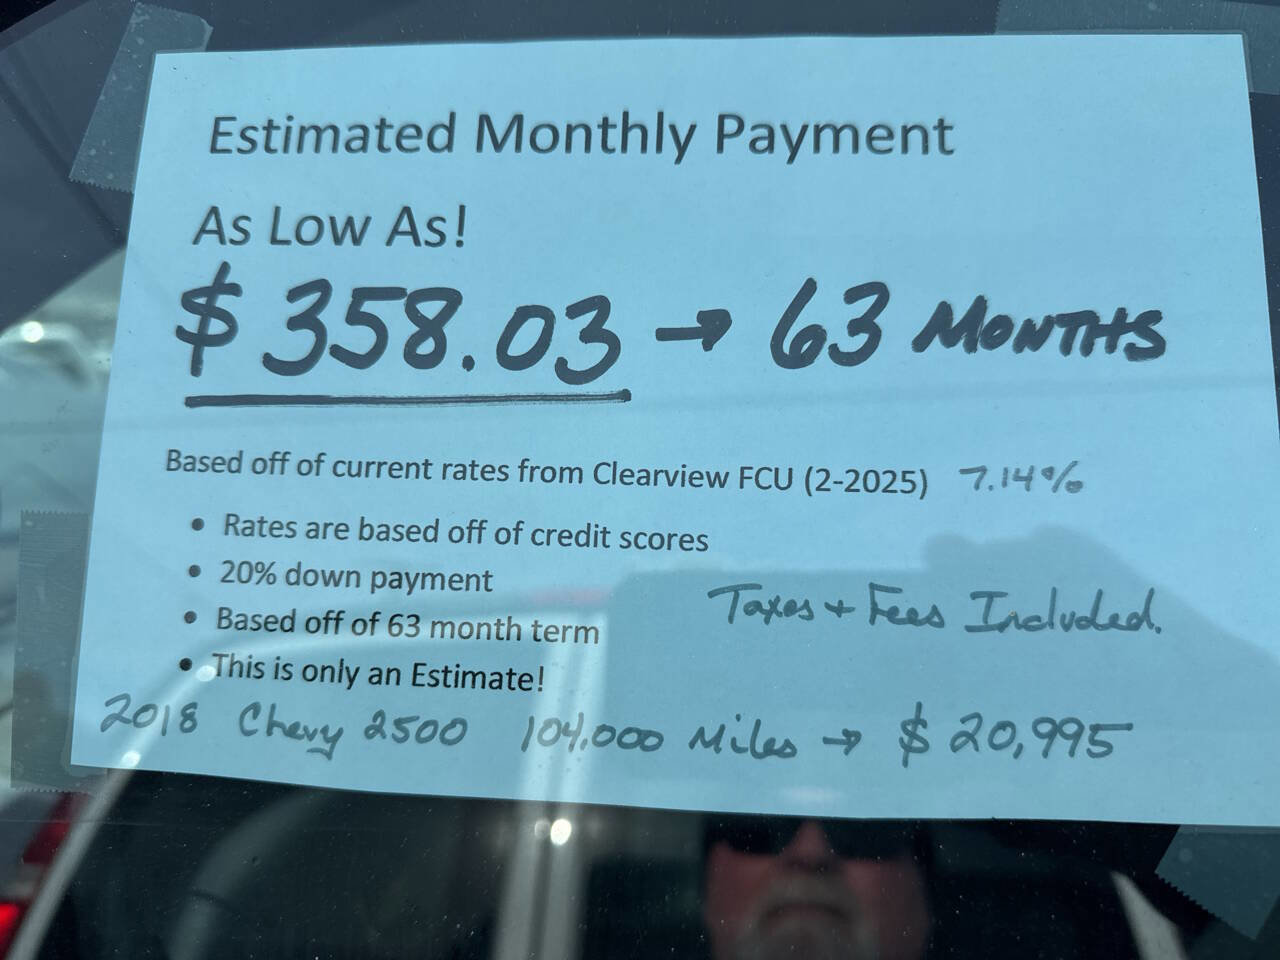 Estimated Monthly Payment
As Low As!
$358.03 → 63 MONTHS
Based off of current rates from Clearview FCU (2-2025) 7.14%
• Rates are based off of credit scores
• 20% down payment
Taxes + Fees Included.
• Based off of 63 month term
• This is only an Estimate!
2018 Chevy 2500 104,000 Miles → $20,995